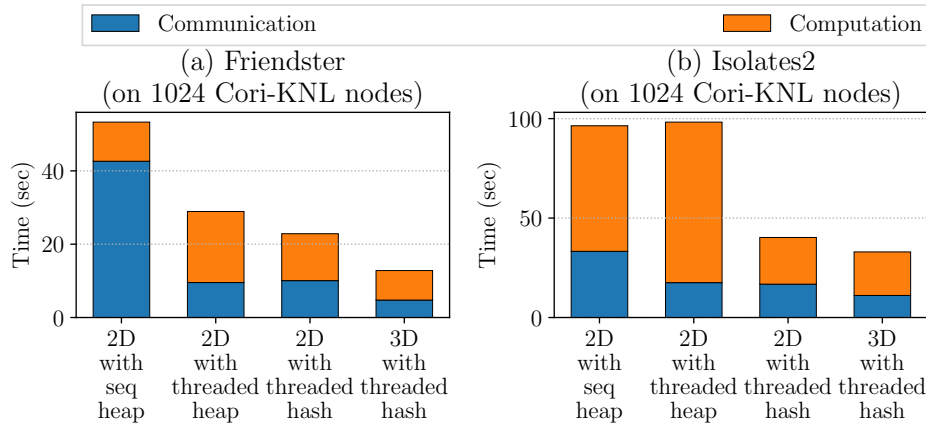 Communication
Computation
(a) Friendster
(on 1024 Cori-KNL nodes)
Time (sec)
40
20
0
2D with seq heap
2D with threaded heap
2D with threaded hash
3D with threaded hash
(b) Isolates2
(on 1024 Cori-KNL nodes)
Time (sec)
100
50
0
2D with seq heap
2D with threaded heap
2D with threaded hash
3D with threaded hash